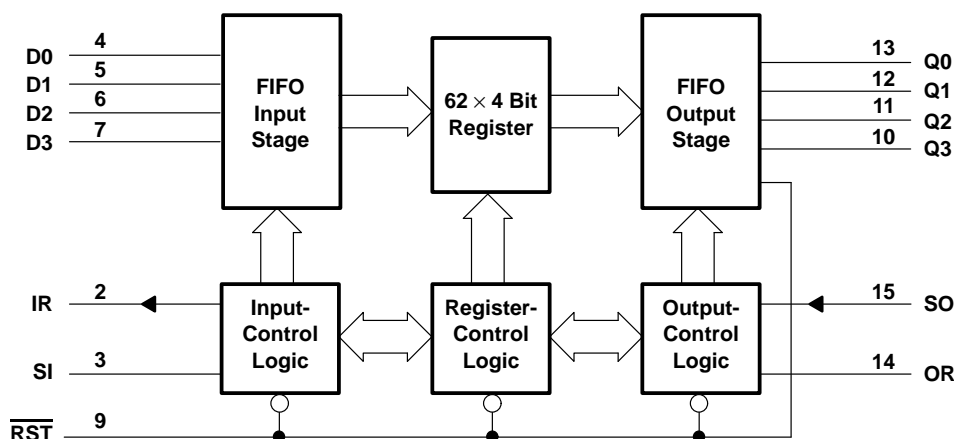 D0
4
D1
5
D2
6
D3
7
FIFO
Input
Stage
62 × 4 Bit
Register
FIFO
Output
Stage
13
Q0
12
Q1
11
Q2
10
Q3
IR
2
SI
3
RST
9
Input-
Control
Logic
Register-
Control
Logic
Output-
Control
Logic
15
SO
14
OR